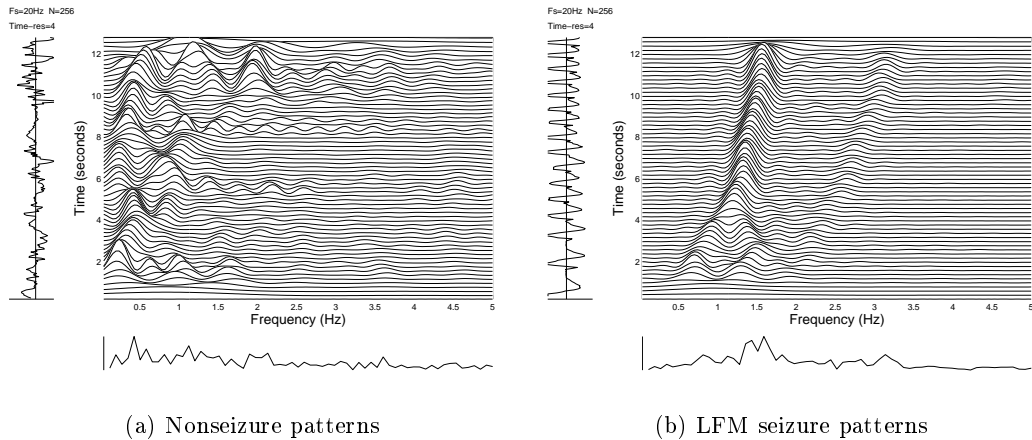 Fs=20Hz N=256
Time-res=4
12
10
8
6
4
2
Time (seconds)
0.5 1 1.5 2 2.5 3 3.5 4 4.5 5
Frequency (Hz)
(a) Nonseizure patterns
Fs=20Hz N=256
Time-res=4
12
10
8
6
4
2
Time (seconds)
0.5 1 1.5 2 2.5 3 3.5 4 4.5 5
Frequency (Hz)
(b) LFM seizure patterns